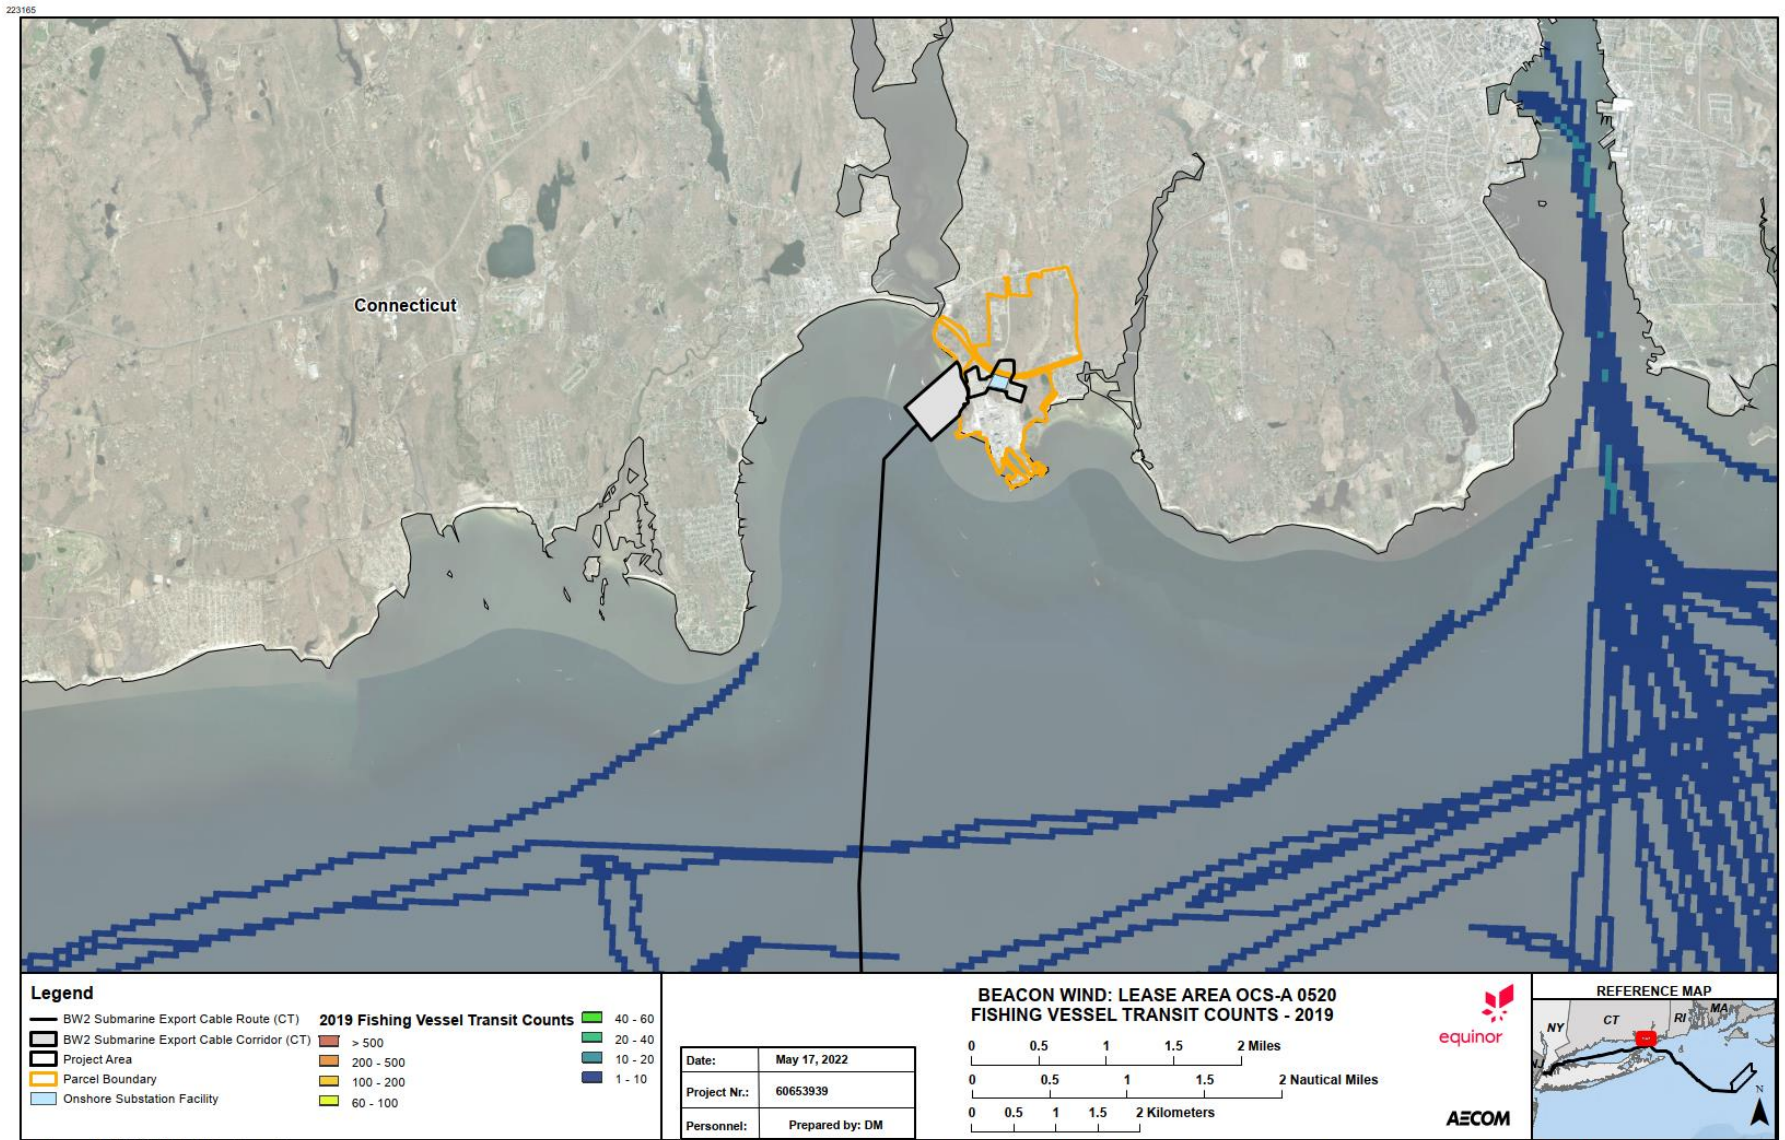 223165
Connecticut
Legend
BW2 Submarine Export Cable Route (CT)
BW2 Submarine Export Cable Corridor (CT)
Project Area
Parcel Boundary
Onshore Substation Facility
2019 Fishing Vessel Transit Counts
> 500
200 - 500
100 - 200
60 - 100
40 - 60
20 - 40
10 - 20
1 - 10
Date: May 17, 2022
Project Nr.: 60653939
Personnel: Prepared by: DM
BEACON WIND: LEASE AREA OCS-A 0520
FISHING VESSEL TRANSIT COUNTS - 2019
0 0.5 1 1.5 2 Miles
0 0.5 1 1.5 2 Nautical Miles
0 0.5 1 1.5 2 Kilometers
equinor
AECOM
REFERENCE MAP
NY CT RI MA
NJ
N